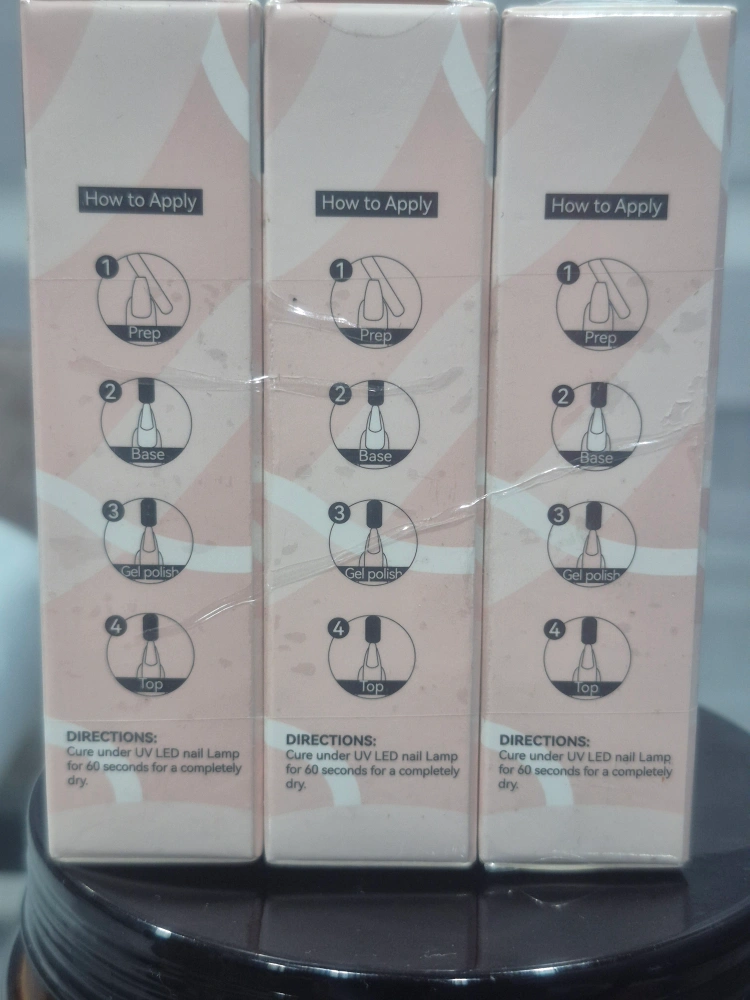 How to Apply
1
Prep
2
Base
3
Gel polish
4
Top
DIRECTIONS:
Cure under UV LED nail Lamp
for 60 seconds for a completely
dry.
How to Apply
1
Prep
2
Base
3
Gel polish
4
Top
DIRECTIONS:
Cure under UV LED nail Lamp
for 60 seconds for a completely
dry.
How to Apply
1
Prep
2
Base
3
Gel polish
4
Top
DIRECTIONS:
Cure under UV LED nail Lamp
for 60 seconds for a completely
dry.